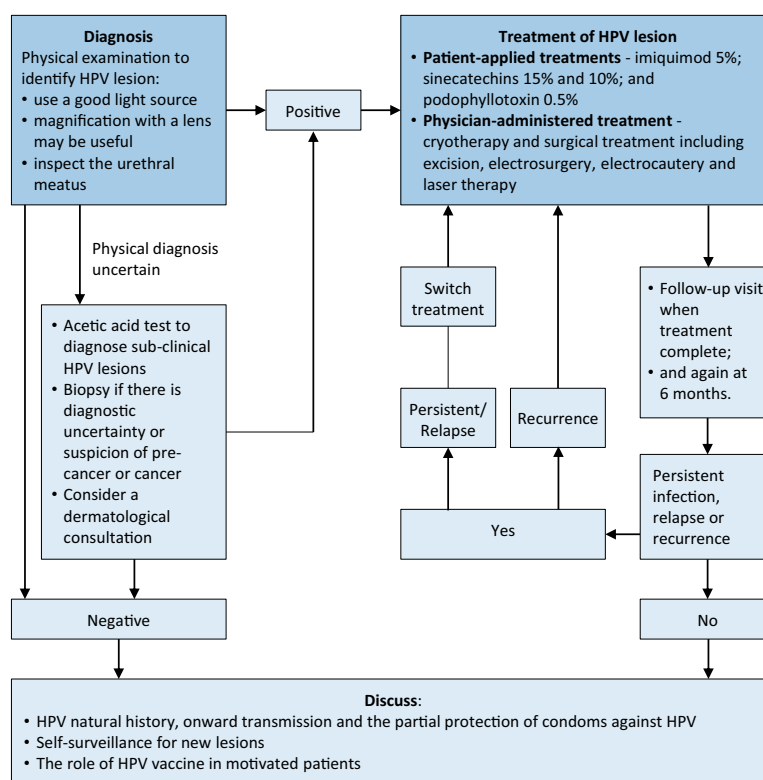 Diagnosis
Physical examination to
identify HPV lesion:
• use a good light source
• magnification with a lens
may be useful
• inspect the urethral
meatus
Positive
Treatment of HPV lesion
• Patient-applied treatments - imiquimod 5%;
sinecatechins 15% and 10%; and
podophyllotoxin 0.5%
• Physician-administered treatment -
cryotherapy and surgical treatment including
excision, electrosurgery, electrocautery and
laser therapy
Physical diagnosis
uncertain
• Acetic acid test to
diagnose sub-clinical
HPV lesions
• Biopsy if there is
diagnostic
uncertainty or
suspicion of pre-
cancer or cancer
• Consider a
dermatological
consultation
Switch
treatment
Persistent/
Relapse
Recurrence
Yes
• Follow-up visit
when
treatment
complete;
• and again at
6 months.
Persistent
infection,
relapse or
recurrence
Negative
No
Discuss:
• HPV natural history, onward transmission and the partial protection of condoms against HPV
• Self-surveillance for new lesions
• The role of HPV vaccine in motivated patients